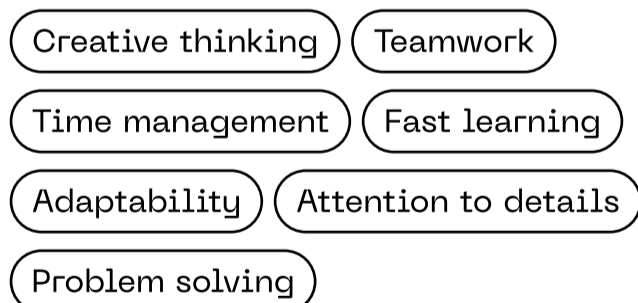 Creative thinking Teamwork
Time management Fast learning
Adaptability Attention to details
Problem solving